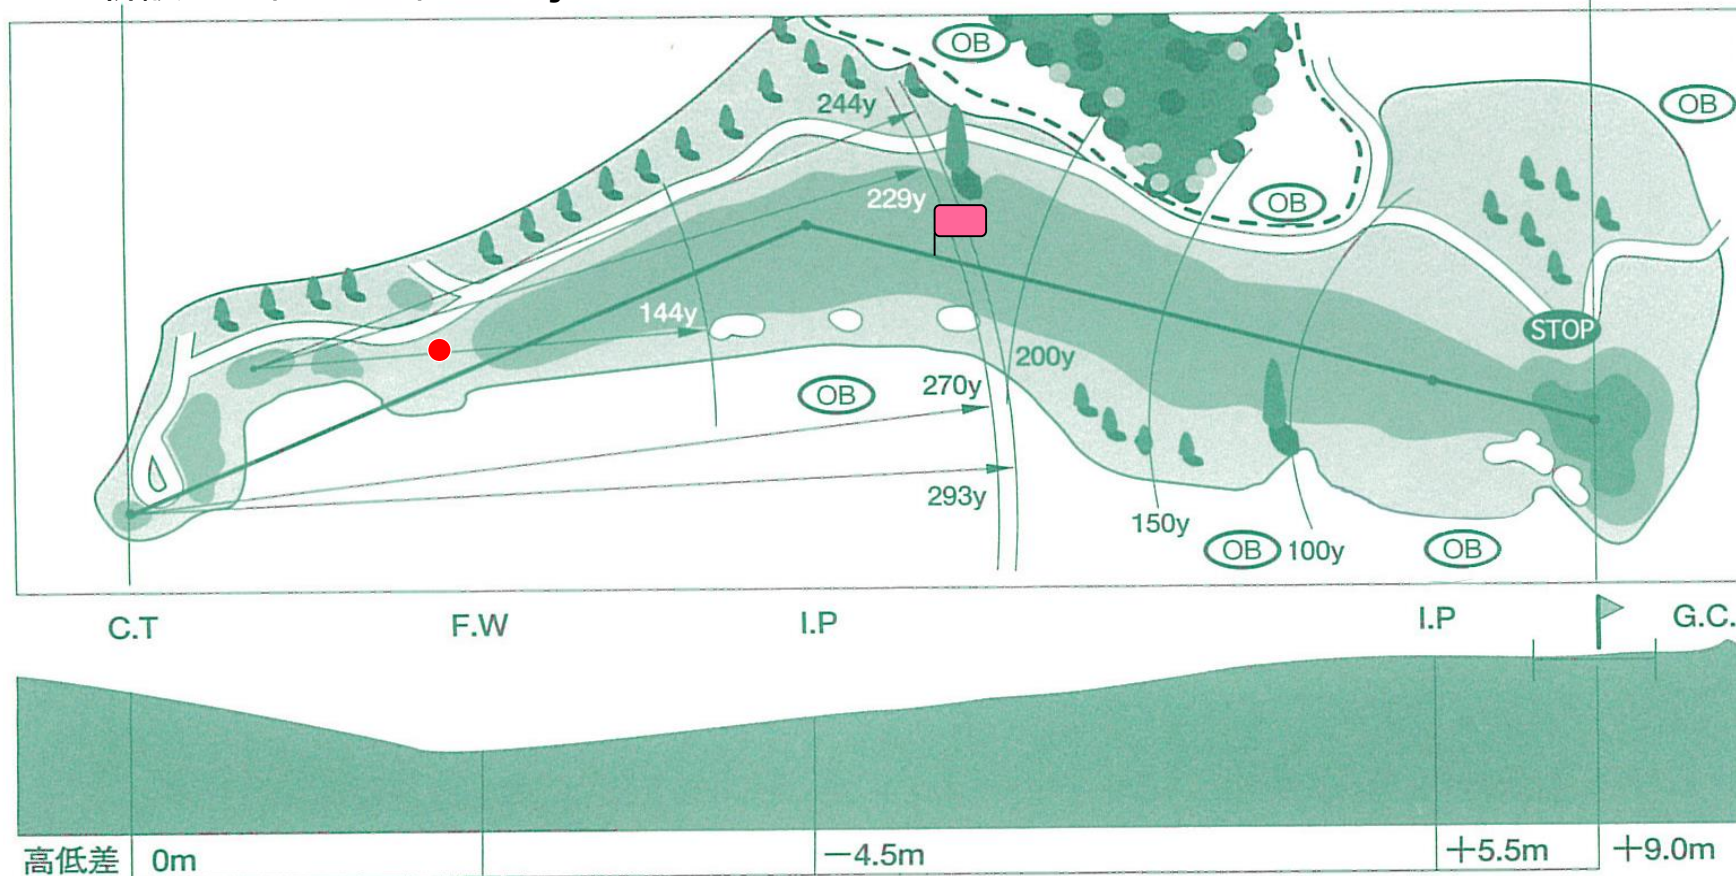 OB
OB
244y
OB
229y
144y
STOP
200y
270y
OB
293y
150y
OB
100y
OB
C.T
F.W
I.P
I.P
G.C.
高低差
0m
−4.5m
+5.5m
+9.0m